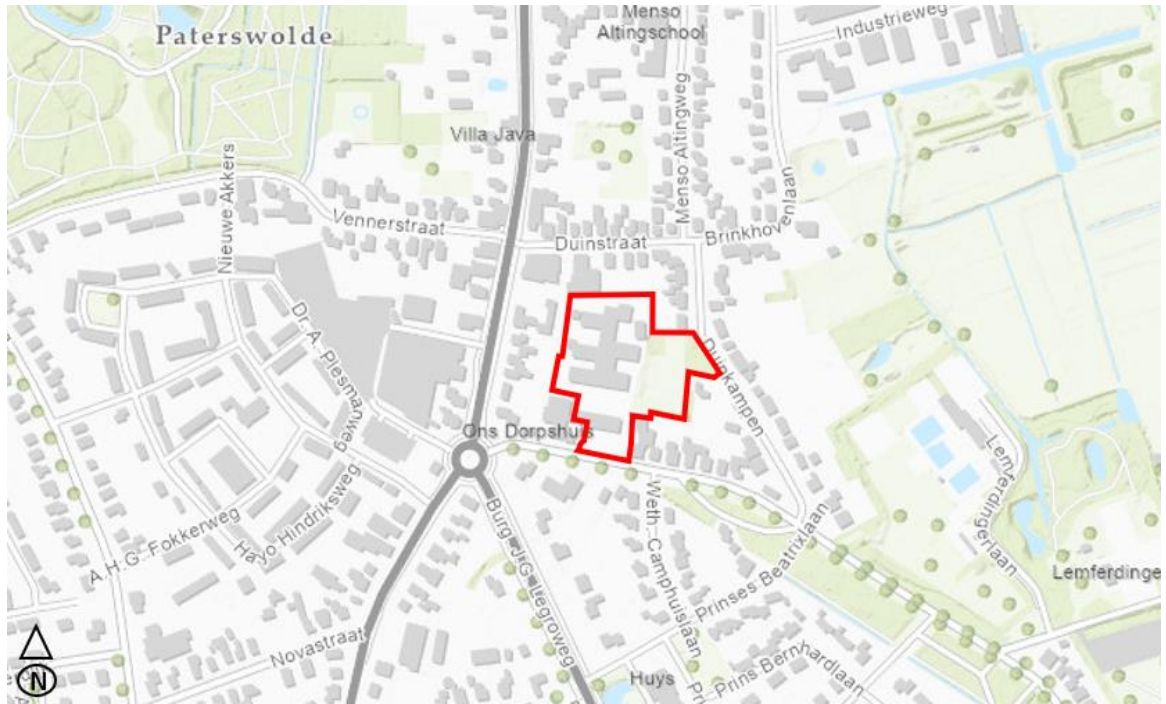 Paterswolde
Menso
Altingschool
Industrieweg
Villa Java
Menso Altingweg
Nieuwe Akkers
Vennerstraat
Duinstraat
Brinkhovenlaan
Dr. A. Plesmanweg
Duinkampen
Ons Dorpshuis
Lemferdingerlaan
A.H.G. Fokkerweg
Hayo Hindriksweg
Burg. J.G. Legroweg
Weth. Camphuislaan
Prinses Beatrixlaan
Lemferdinge
Novastraat
Huys
Prins Bernhardlaan
N